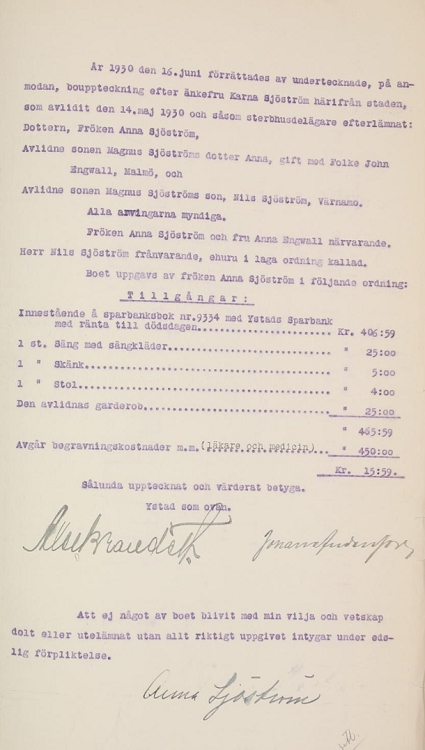 År 1930 den 16.juni förrättades av undertecknade, på an-
modan, bouppteckning efter änkefru Karna Sjöström härifrån staden,
som avlidit den 14.maj 1930 och såsom sterbhusdelägare efterlämnat:
Dottern, Fröken Anna Sjöström,
Avlidne sonen Magnus Sjöströms dotter Anna, gift med Folke John
Engwall, Malmö, och
Avlidne sonen Magnus Sjöströms son, Nils Sjöström, Värnamo.
Alla arvingarna myndiga.
Fröken Anna Sjöström och fru Anna Engwall närvarande.
Herr Nils Sjöström frånvarande, ehuru i laga ordning kallad.
Boet uppgavs av fröken Anna Sjöström i följande ordning:
Tillgångar:
Innestående å sparbanksbok nr.9334 med Ystads Sparbank
med ränta till dödsdagen........................ Kr. 406:59
1 st. Säng med sängkläder............................. " 25:00
1 " Skänk............................................ " 5:00
1 " Stol............................................. " 4:00
Den avlidnas garderob................................. " 25:00
" 465:59
Avgår begravningskostnader m.m.(läkare och medicin)... " 450:00
Kr. 15:59.
Sålunda upptecknat och värderat betyga.
Ystad som ovan.
Att ej något av boet blivit med min vilja och vetskap
dolt eller utelämnat utan allt riktigt uppgivet intygar under eds-
lig förpliktelse.
Anna Sjöström